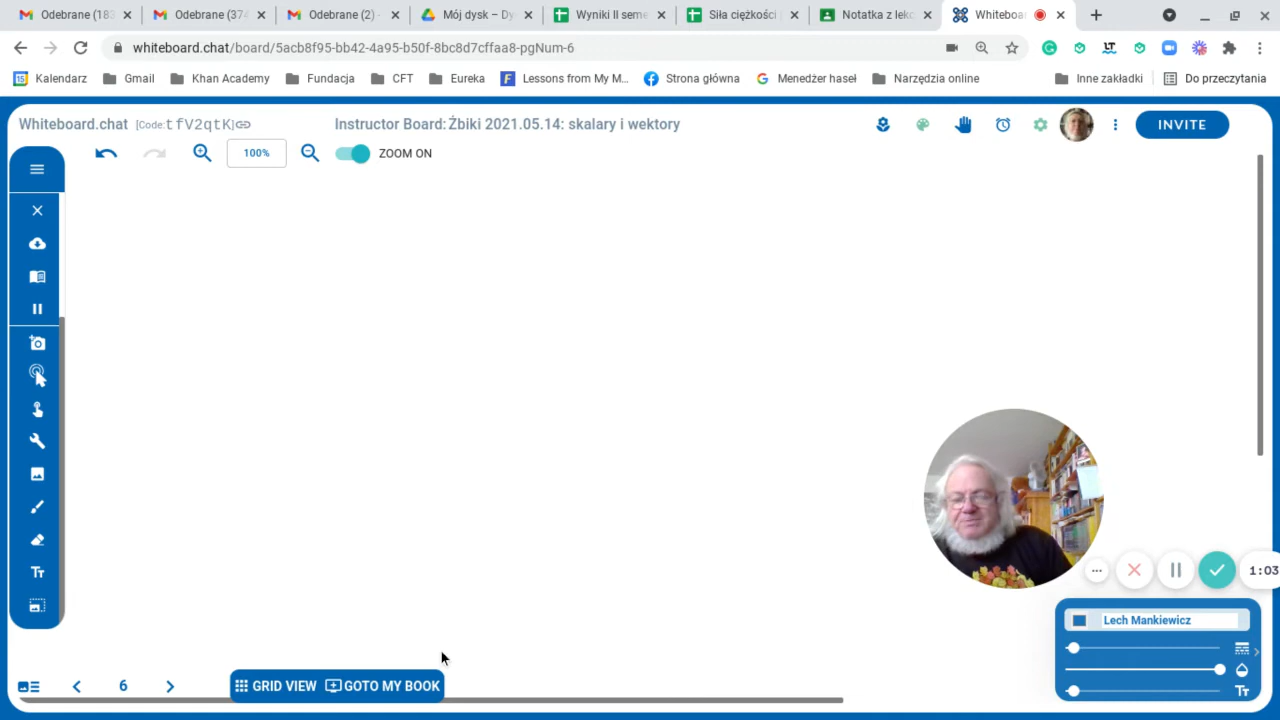 Odebrane (183
Odebrane (374
Odebrane (2) -
Mój dysk – Dy
Wyniki II seme
Siła ciężkości
Notatka z lekc
Whiteboa
whiteboard.chat/board/5acb8f95-bb42-4a95-b50f-8bc8d7cffaa8-pgNum-6
Kalendarz
Gmail
Khan Academy
Fundacja
CFT
Eureka
Lessons from My M...
Strona główna
Menedżer haseł
Narzędzia online
Inne zakładki
Do przeczytania
Whiteboard.chat [Code:tfV2qtK]
Instructor Board: Żbiki 2021.05.14: skalary i wektory
INVITE
100%
ZOOM ON
1:03
Lech Mankiewicz
6
GRID VIEW
GOTO MY BOOK